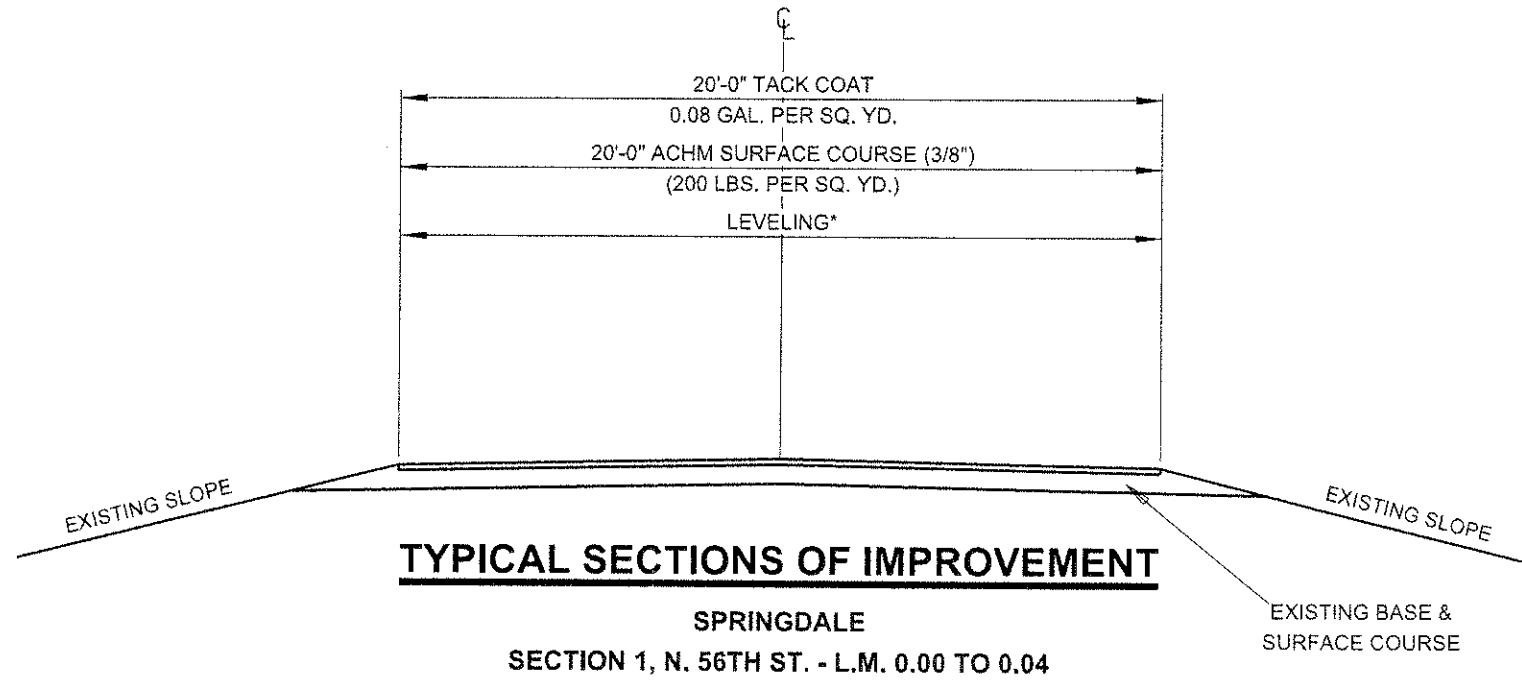 ℄
20'-0" TACK COAT
0.08 GAL. PER SQ. YD.
20'-0" ACHM SURFACE COURSE (3/8")
(200 LBS. PER SQ. YD.)
LEVELING*
EXISTING SLOPE
EXISTING SLOPE
TYPICAL SECTIONS OF IMPROVEMENT
SPRINGDALE
SECTION 1, N. 56TH ST. - L.M. 0.00 TO 0.04
EXISTING BASE &
SURFACE COURSE